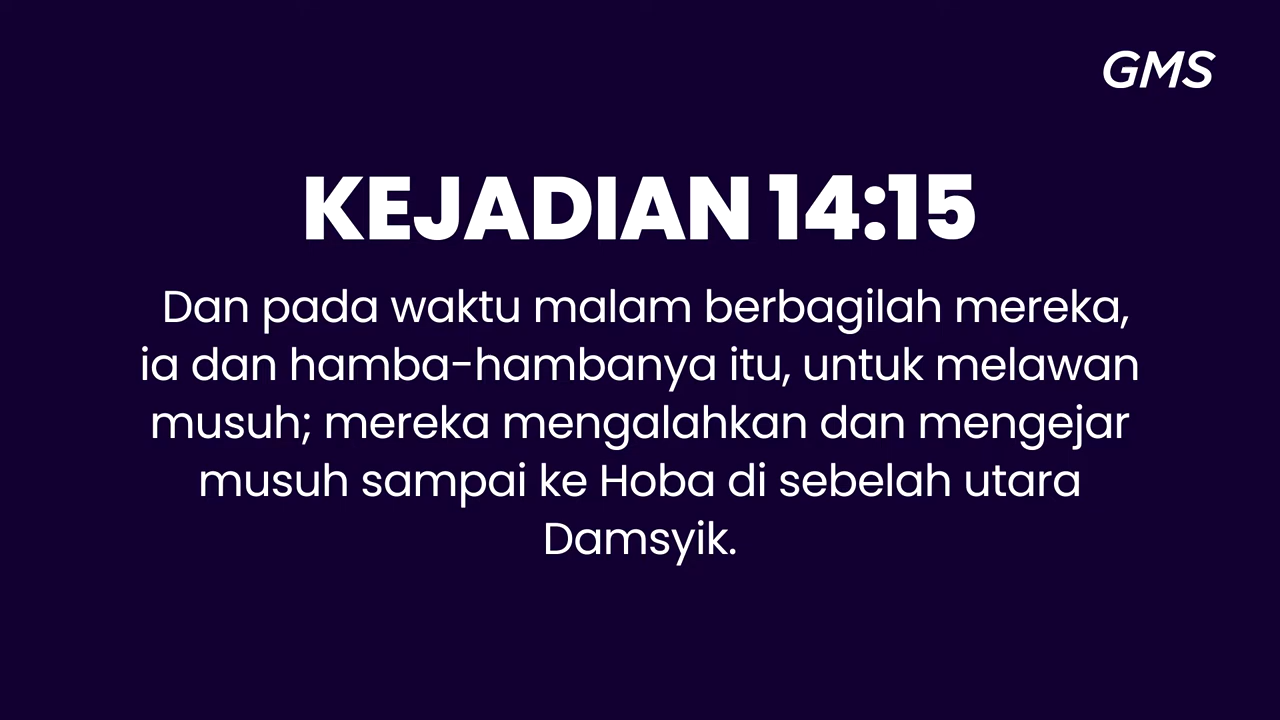 GMS
KEJADIAN 14:15
Dan pada waktu malam berbagilah mereka,
ia dan hamba-hambanya itu, untuk melawan
musuh; mereka mengalahkan dan mengejar
musuh sampai ke Hoba di sebelah utara
Damsyik.